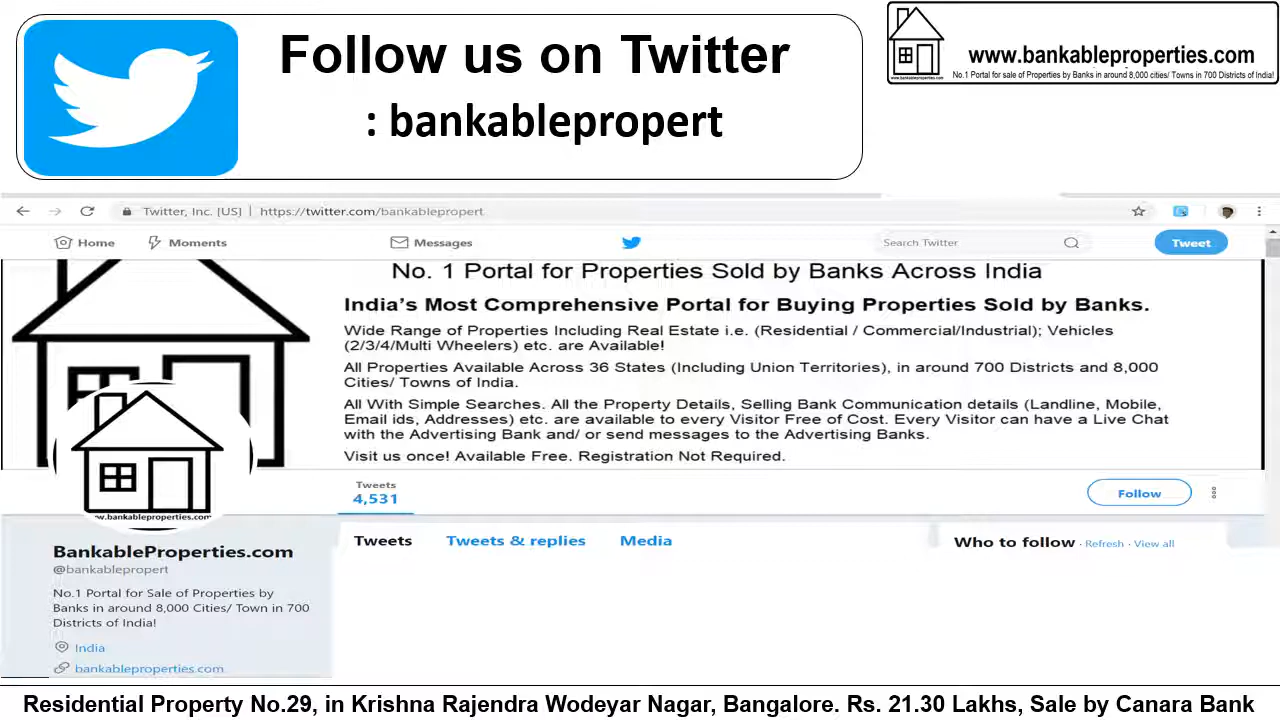 Follow us on Twitter
: bankablepropert
www.bankableproperties.com
No.1 Portal for sale of Properties by Banks in around 8,000 cities/ Towns in 700 Districts of India!
www.bankableproperties.com
Twitter, Inc. [US] | https://twitter.com/bankablepropert
Home Moments Messages Search Twitter Tweet
No. 1 Portal for Properties Sold by Banks Across India
India's Most Comprehensive Portal for Buying Properties Sold by Banks.
Wide Range of Properties Including Real Estate i.e. (Residential / Commercial/Industrial); Vehicles
(2/3/4/Multi Wheelers) etc. are Available!
All Properties Available Across 36 States (Including Union Territories), in around 700 Districts and 8,000
Cities/ Towns of India.
All With Simple Searches. All the Property Details, Selling Bank Communication details (Landline, Mobile,
Email ids, Addresses) etc. are available to every Visitor Free of Cost. Every Visitor can have a Live Chat
with the Advertising Bank and/ or send messages to the Advertising Banks.
Visit us once! Available Free. Registration Not Required.
w.bankableproperties.com
Tweets
4,531
Follow
Tweets Tweets & replies Media
Who to follow · Refresh · View all
BankableProperties.com
@bankablepropert
No.1 Portal for Sale of Properties by
Banks in around 8,000 Cities/ Town in 700
Districts of India!
India
bankableproperties.com
Residential Property No.29, in Krishna Rajendra Wodeyar Nagar, Bangalore. Rs. 21.30 Lakhs, Sale by Canara Bank